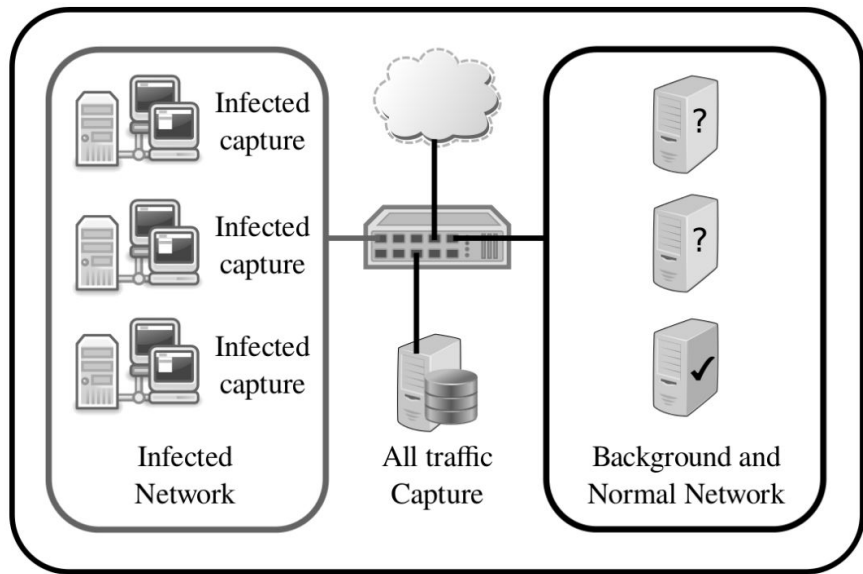 Infected
capture
Infected
capture
Infected
capture
Infected
Network
All traffic
Capture
?
?
Background and
Normal Network